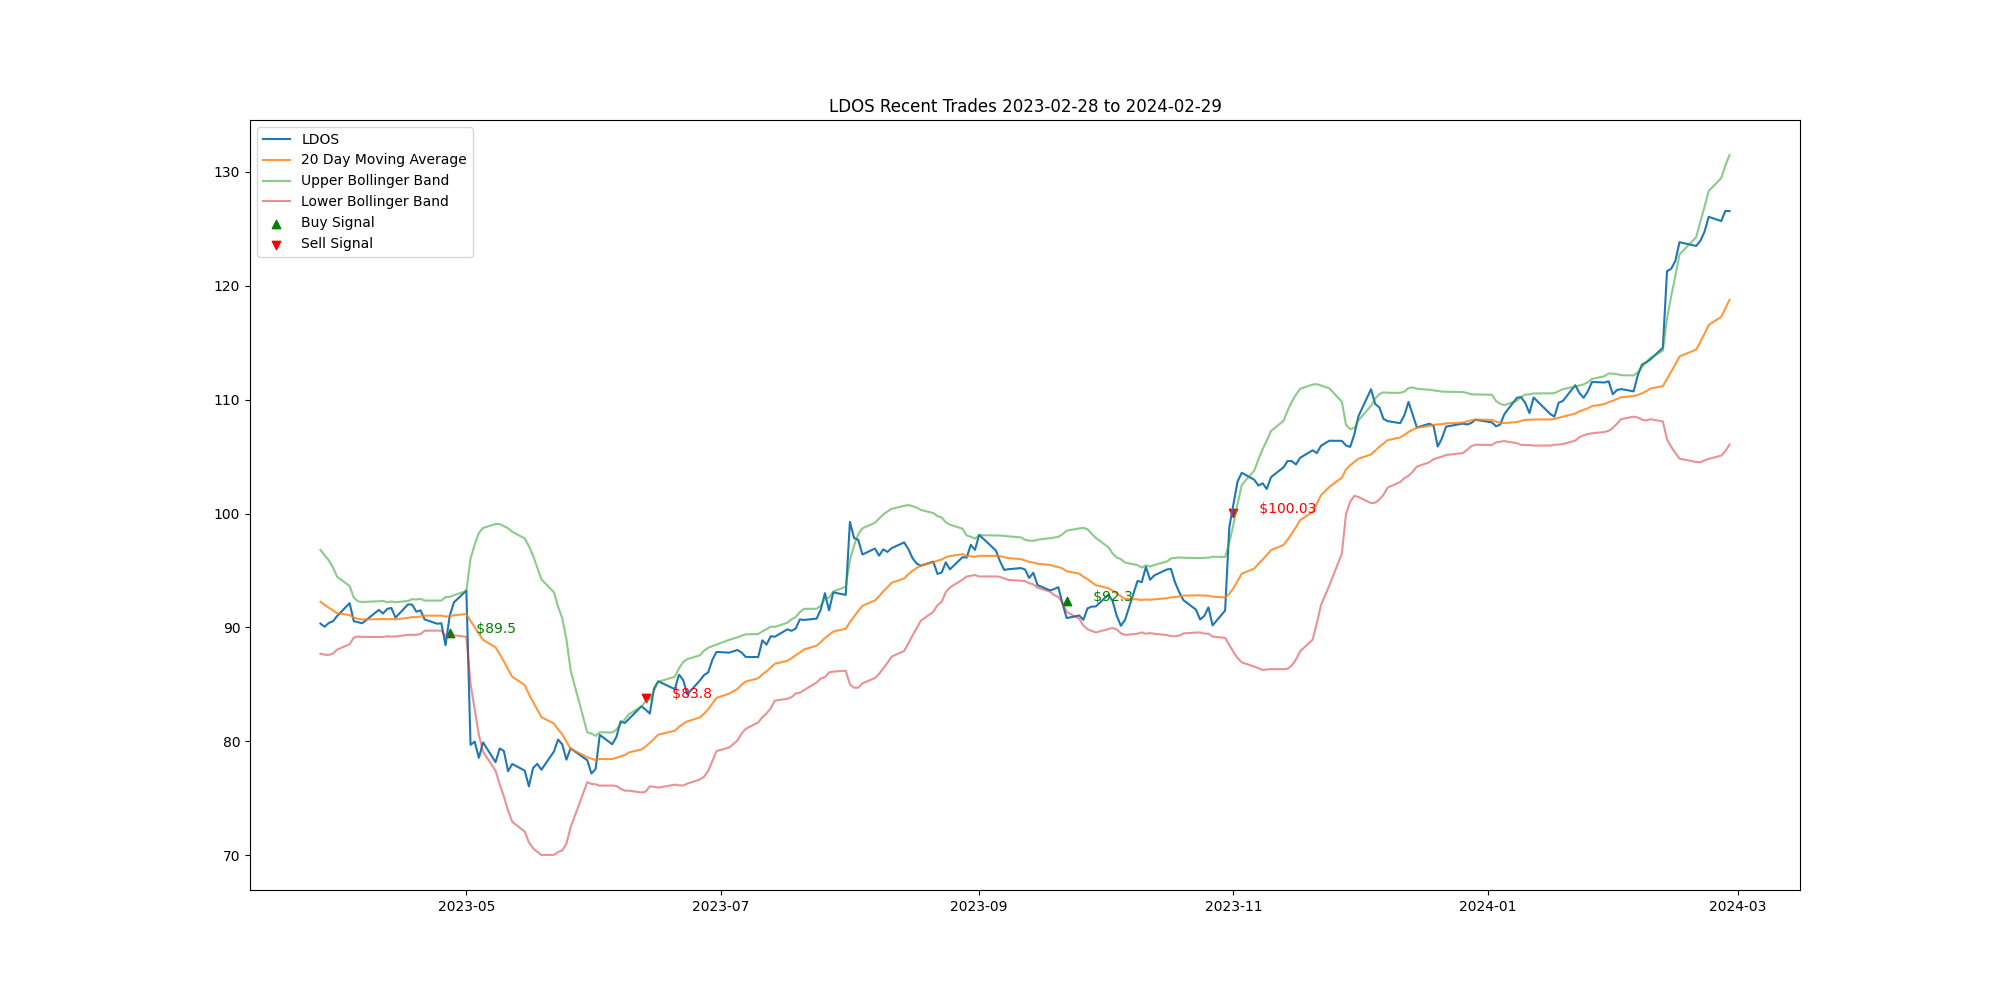 LDOS Recent Trades 2023-02-28 to 2024-02-29
LDOS
20 Day Moving Average
Upper Bollinger Band
Lower Bollinger Band
Buy Signal
Sell Signal
130
120
110
100
90
80
70
$89.5
$83.8
$92.3
$100.03
2023-05
2023-07
2023-09
2023-11
2024-01
2024-03